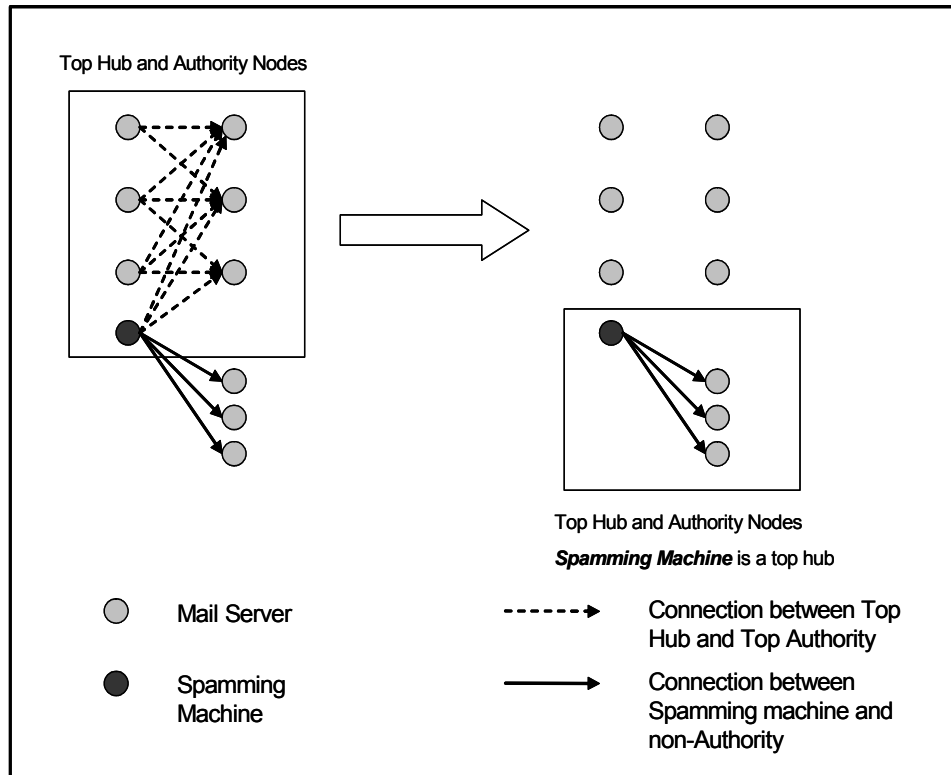 Top Hub and Authority Nodes
Top Hub and Authority Nodes
Spamming Machine is a top hub
Mail Server
Connection between Top
Hub and Top Authority
Spamming
Machine
Connection between
Spamming machine and
non-Authority